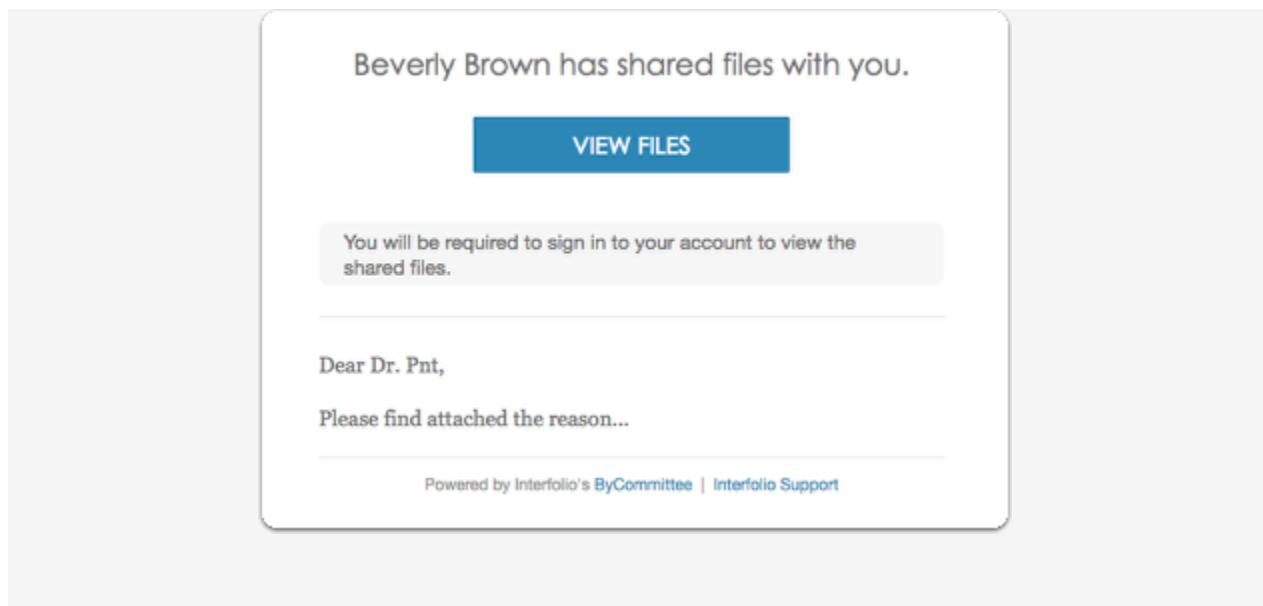 Beverly Brown has shared files with you.
VIEW FILES
You will be required to sign in to your account to view the
shared files.
Dear Dr. Pnt,
Please find attached the reason...
Powered by Interfolio's ByCommittee | Interfolio Support